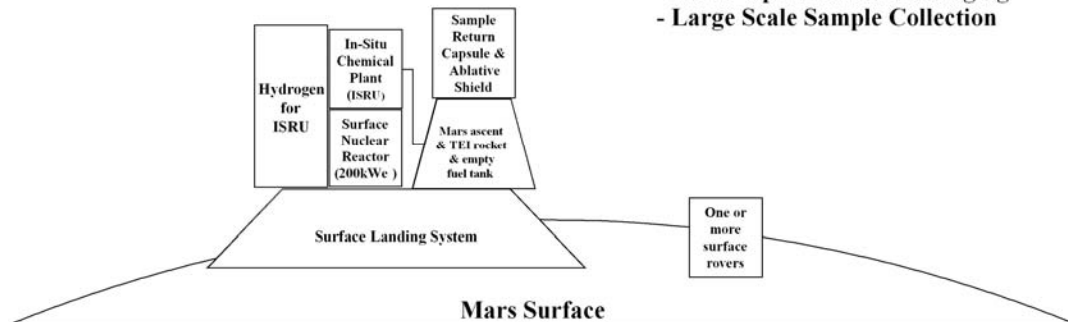 - Large Scale Sample Collection
Sample
Return
Capsule &
Ablative
Shield
In-Situ
Chemical
Plant
(ISRU)
Hydrogen
for
ISRU
Surface
Nuclear
Reactor
(200kWe )
Mars ascent
& TEI rocket
& empty
fuel tank
Surface Landing System
One or
more
surface
rovers
Mars Surface